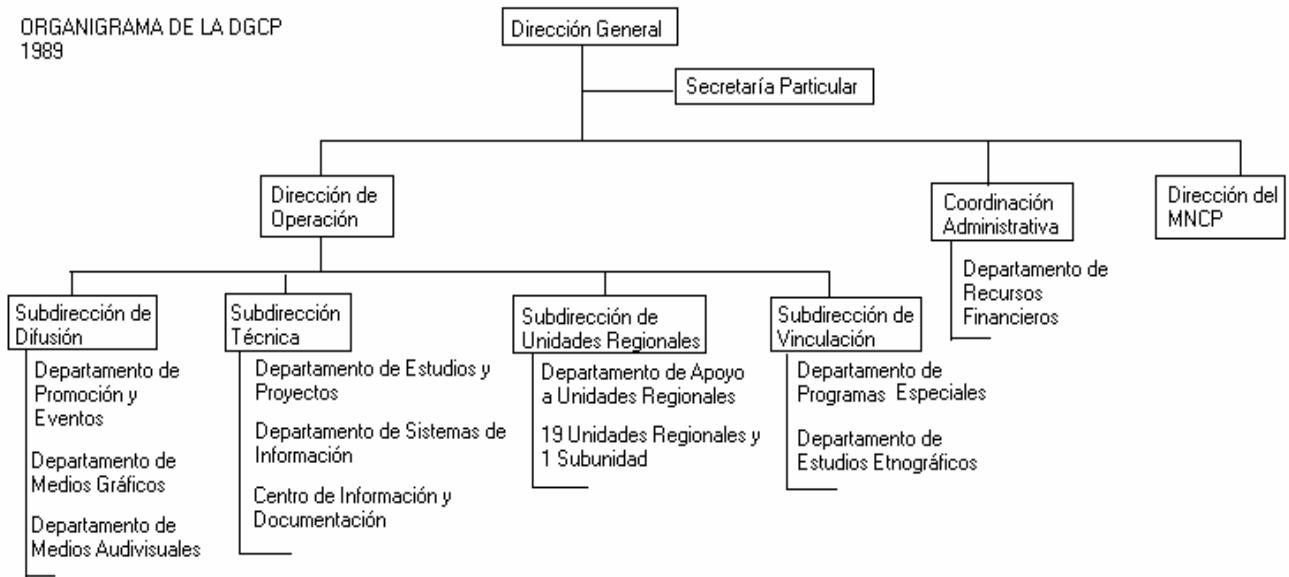 ORGANIGRAMA DE LA DGCP
1989
Dirección General
Secretaría Particular
Dirección de
Operación
Coordinación
Administrativa
Dirección del
MNCP
Departamento de
Recursos
Financieros
Subdirección de
Difusión
Departamento de
Promoción y
Eventos
Departamento de
Medios Gráficos
Departamento de
Medios Audivisuales
Subdirección
Técnica
Departamento de Estudios y
Proyectos
Departamento de Sistemas de
Información
Centro de Información y
Documentación
Subdirección de
Unidades Regionales
Departamento de Apoyo
a Unidades Regionales
19 Unidades Regionales y
1 Subunidad
Subdirección de
Vinculación
Departamento de
Programas Especiales
Departamento de
Estudios Etnográficos